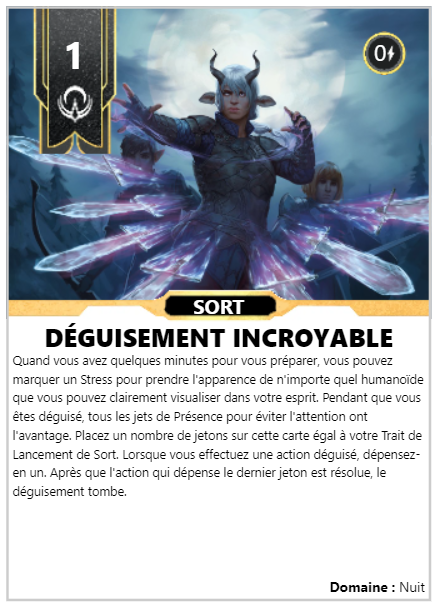 1
0
SORT
DÉGUISEMENT INCROYABLE
Quand vous avez quelques minutes pour vous préparer, vous pouvez
marquer un Stress pour prendre l'apparence de n'importe quel humanoïde
que vous pouvez clairement visualiser dans votre esprit. Pendant que vous
êtes déguisé, tous les jets de Présence pour éviter l'attention ont
l'avantage. Placez un nombre de jetons sur cette carte égal à votre Trait de
Lancement de Sort. Lorsque vous effectuez une action déguisé, dépensez-
en un. Après que l'action qui dépense le dernier jeton est résolue, le
déguisement tombe.
Domaine : Nuit